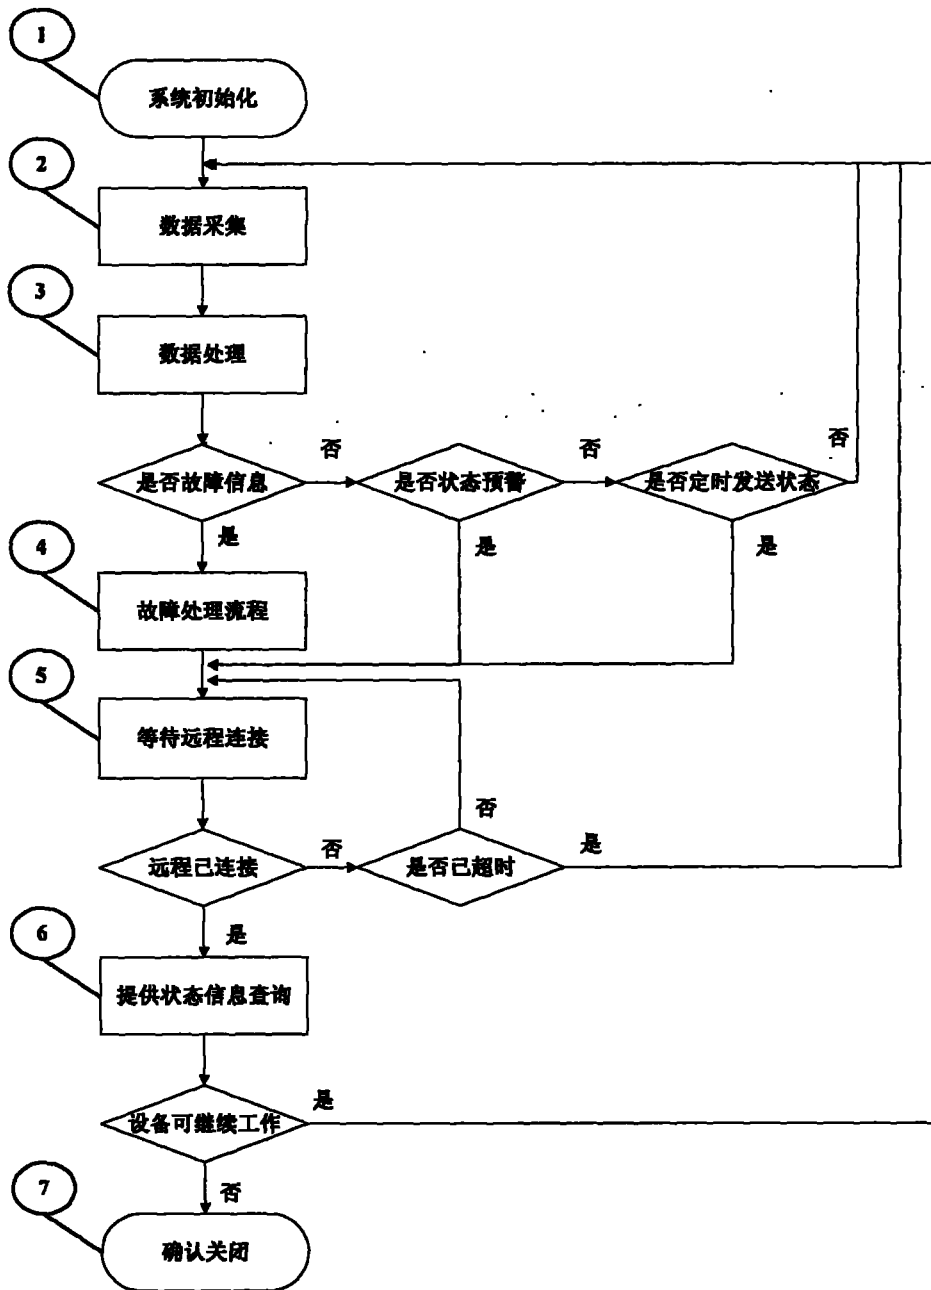 1
系统初始化
2
数据采集
3
数据处理
否
否
否
是否故障信息
是否状态预警
是否定时发送状态
是
是
是
4
故障处理流程
5
等待远程连接
否
否
是
远程已连接
是否已超时
是
6
提供状态信息查询
是
设备可继续工作
否
7
确认关闭